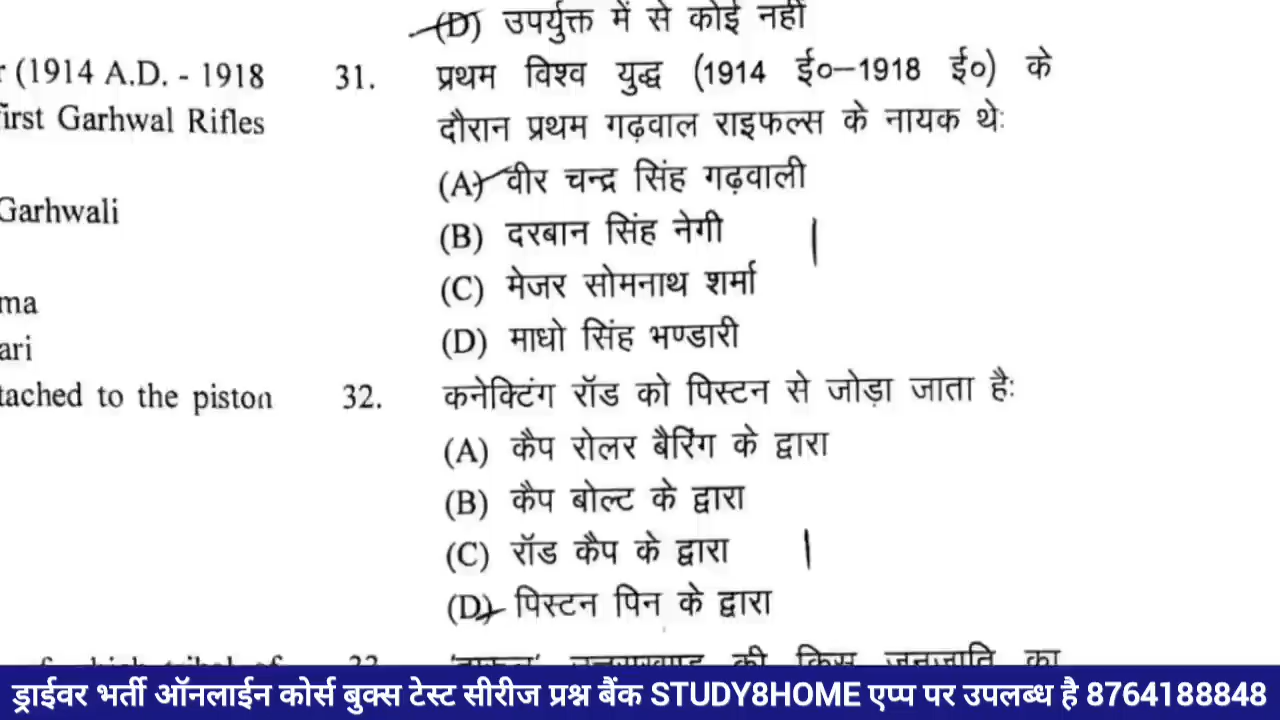 (D) उपर्युक्त में से कोई नहीं
(1914 A.D. - 1918
31. प्रथम विश्व युद्ध (1914 ई०–1918 ई०) के
Garhwal Rifles
दौरान प्रथम गढ़वाल राइफल्स के नायक थेः
(A) वीर चन्द्र सिंह गढ़वाली
Garhwali
(B) दरबान सिंह नेगी
(C) मेजर सोमनाथ शर्मा
ma
(D) माधो सिंह भण्डारी
ari
tached to the piston
32. कनेक्टिंग रॉड को पिस्टन से जोड़ा जाता हैः
(A) कैप रोलर बैरिंग के द्वारा
(B) कैप बोल्ट के द्वारा
(C) रॉड कैप के द्वारा
(D) पिस्टन पिन के द्वारा
की किस जनजाति का
ड्राईवर भर्ती ऑनलाईन कोर्स बुक्स टेस्ट सीरीज प्रश्न बैंक STUDY8HOME एप्प पर उपलब्ध है 8764188848